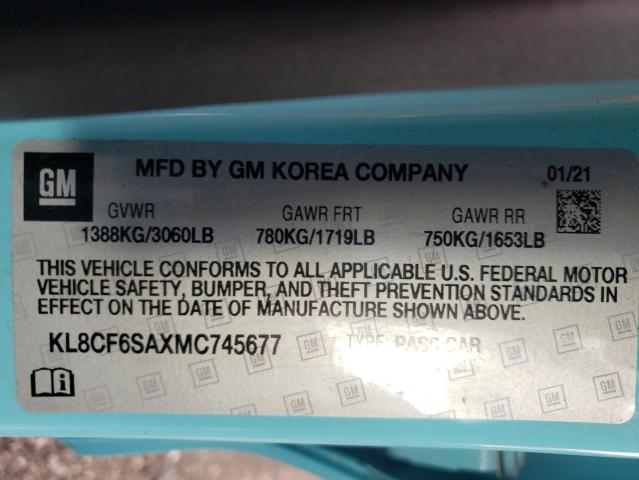 GM
MFD BY GM KOREA COMPANY 01/21
GVWR GAWR FRT GAWR RR
1388KG/3060LB 780KG/1719LB 750KG/1653LB
THIS VEHICLE CONFORMS TO ALL APPLICABLE U.S. FEDERAL MOTOR
VEHICLE SAFETY, BUMPER, AND THEFT PREVENTION STANDARDS IN
EFFECT ON THE DATE OF MANUFACTURE SHOWN ABOVE.
KL8CF6SAXMC745677 TYPE: PASS CAR